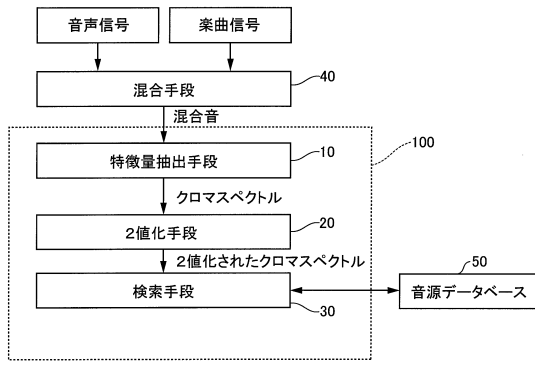 音声信号
楽曲信号
混合手段
40
混合音
100
特徴量抽出手段
10
クロマスペクトル
2値化手段
20
2値化されたクロマスペクトル
検索手段
30
50
音源データベース